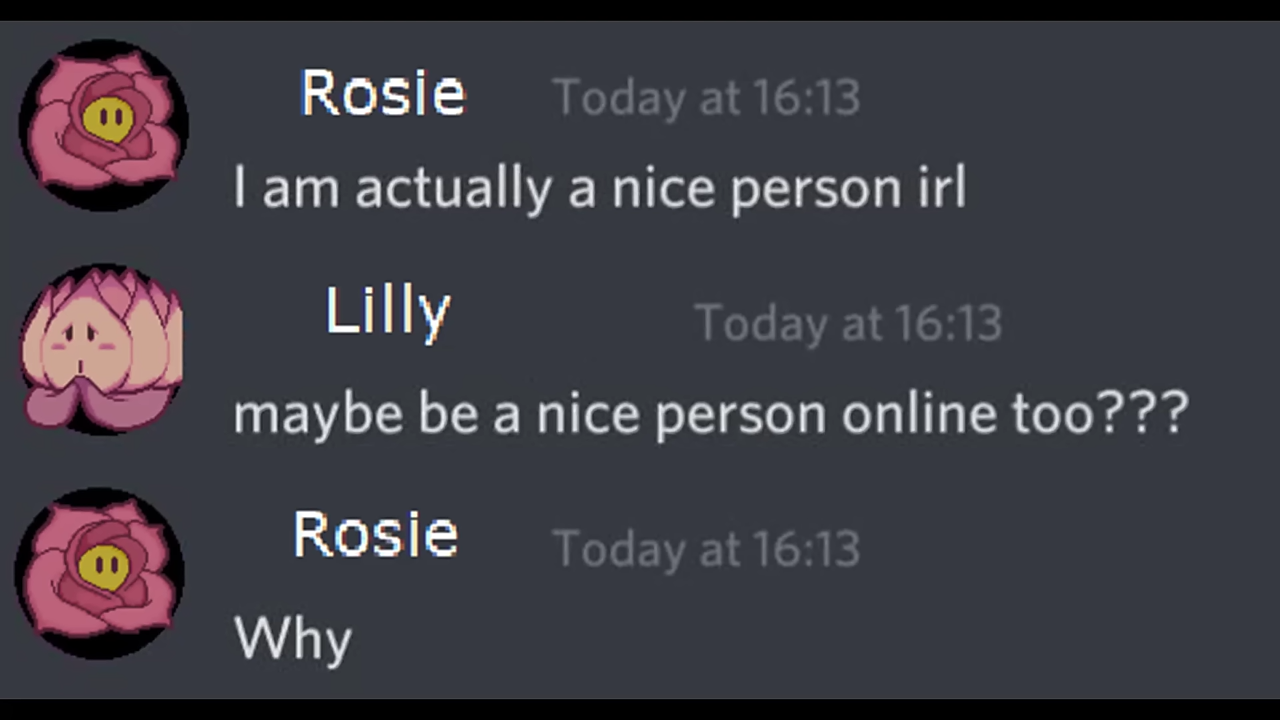 Rosie Today at 16:13
I am actually a nice person irl
Lilly Today at 16:13
maybe be a nice person online too???
Rosie Today at 16:13
Why